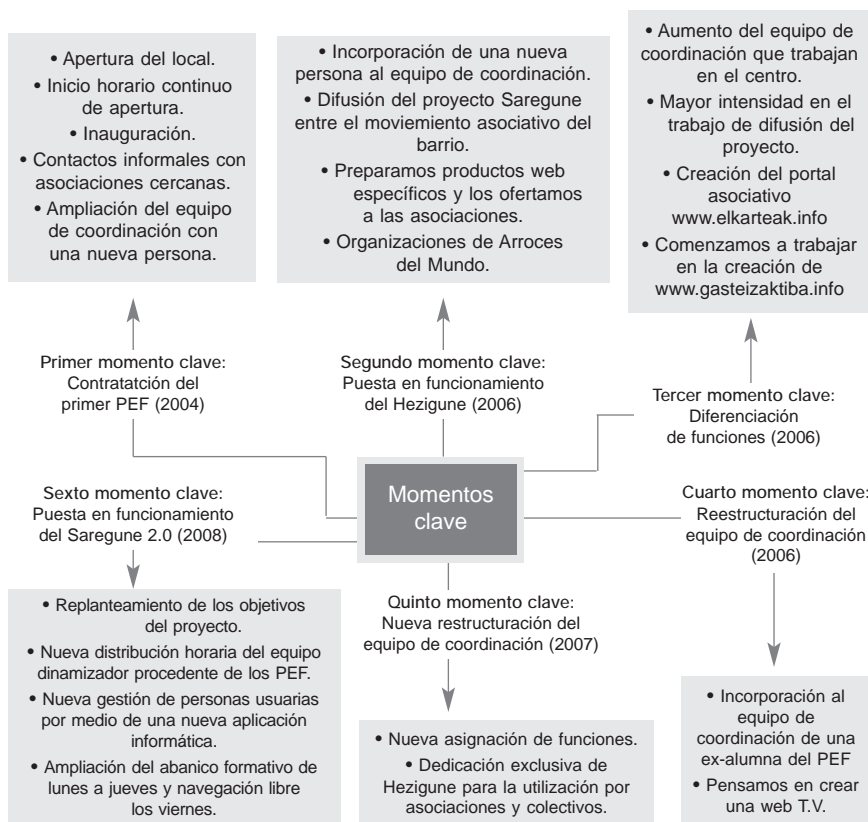 • Apertura del local.
• Inicio horario continuo
de apertura.
• Inauguración.
• Contactos informales con
asociaciones cercanas.
• Ampliación del equipo
de coordinación con
una nueva persona.
• Incorporación de una nueva
persona al equipo de coordinación.
• Difusión del proyecto Saregune
entre el moviemiento asociativo del
barrio.
• Preparamos productos web
específicos y los ofertamos
a las asociaciones.
• Organizaciones de Arroces
del Mundo.
• Aumento del equipo de
coordinación que trabajan
en el centro.
• Mayor intensidad en el
trabajo de difusión del
proyecto.
• Creación del portal
asociativo
www.elkarteak.info
• Comenzamos a trabajar
en la creación de
www.gasteizaktiba.info
Primer momento clave:
Contratatción del
primer PEF (2004)
Segundo momento clave:
Puesta en funcionamiento
del Hezigune (2006)
Tercer momento clave:
Diferenciación
de funciones (2006)
Momentos
clave
Sexto momento clave:
Puesta en funcionamiento
del Saregune 2.0 (2008)
Cuarto momento clave:
Reestructuración del
equipo de coordinación
(2006)
Quinto momento clave:
Nueva restructuración del
equipo de coordinación (2007)
• Replanteamiento de los objetivos
del proyecto.
• Nueva distribución horaria del equipo
dinamizador procedente de los PEF.
• Nueva gestión de personas usuarias
por medio de una nueva aplicación
informática.
• Ampliación del abanico formativo de
lunes a jueves y navegación libre
los viernes.
• Nueva asignación de funciones.
• Dedicación exclusiva de
Hezigune para la utilización por
asociaciones y colectivos.
• Incorporación al
equipo de
coordinación de una
ex-alumna del PEF
• Pensamos en crear
una web T.V.